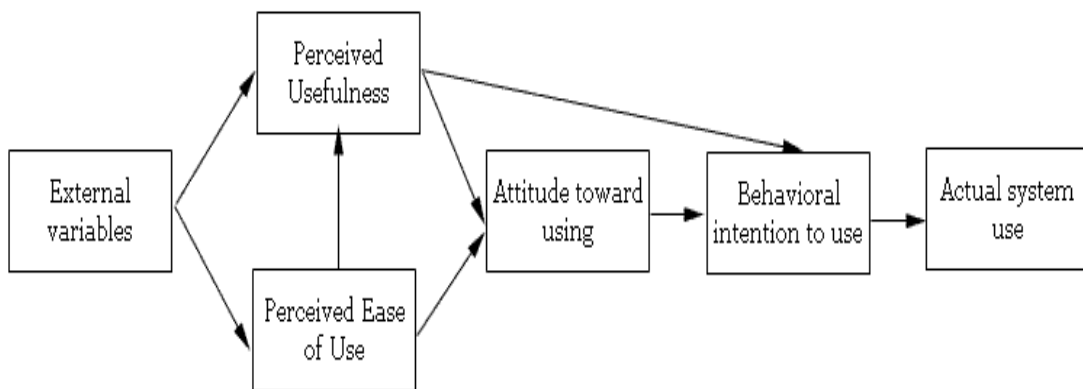 Perceived
Usefulness
External
variables
Perceived Ease
of Use
Attitude toward
using
Behavioral
intention to use
Actual system
use